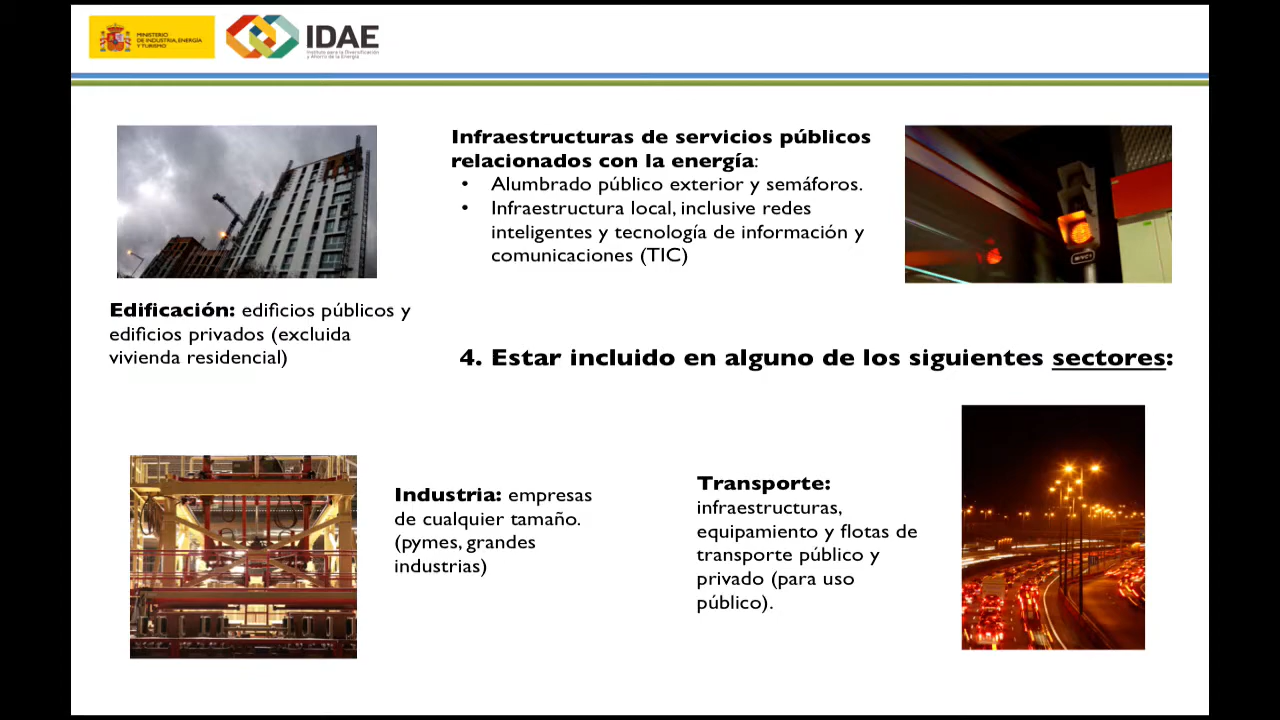 MINISTERIO
DE INDUSTRIA, ENERGÍA
Y TURISMO
IDAE
Instituto para la Diversificación
y Ahorro de la Energía
Infraestructuras de servicios públicos
relacionados con la energía:
• Alumbrado público exterior y semáforos.
• Infraestructura local, inclusive redes
inteligentes y tecnología de información y
comunicaciones (TIC)
Edificación: edificios públicos y
edificios privados (excluida
vivienda residencial)
4. Estar incluido en alguno de los siguientes sectores:
Industria: empresas
de cualquier tamaño.
(pymes, grandes
industrias)
Transporte:
infraestructuras,
equipamiento y flotas de
transporte público y
privado (para uso
público).